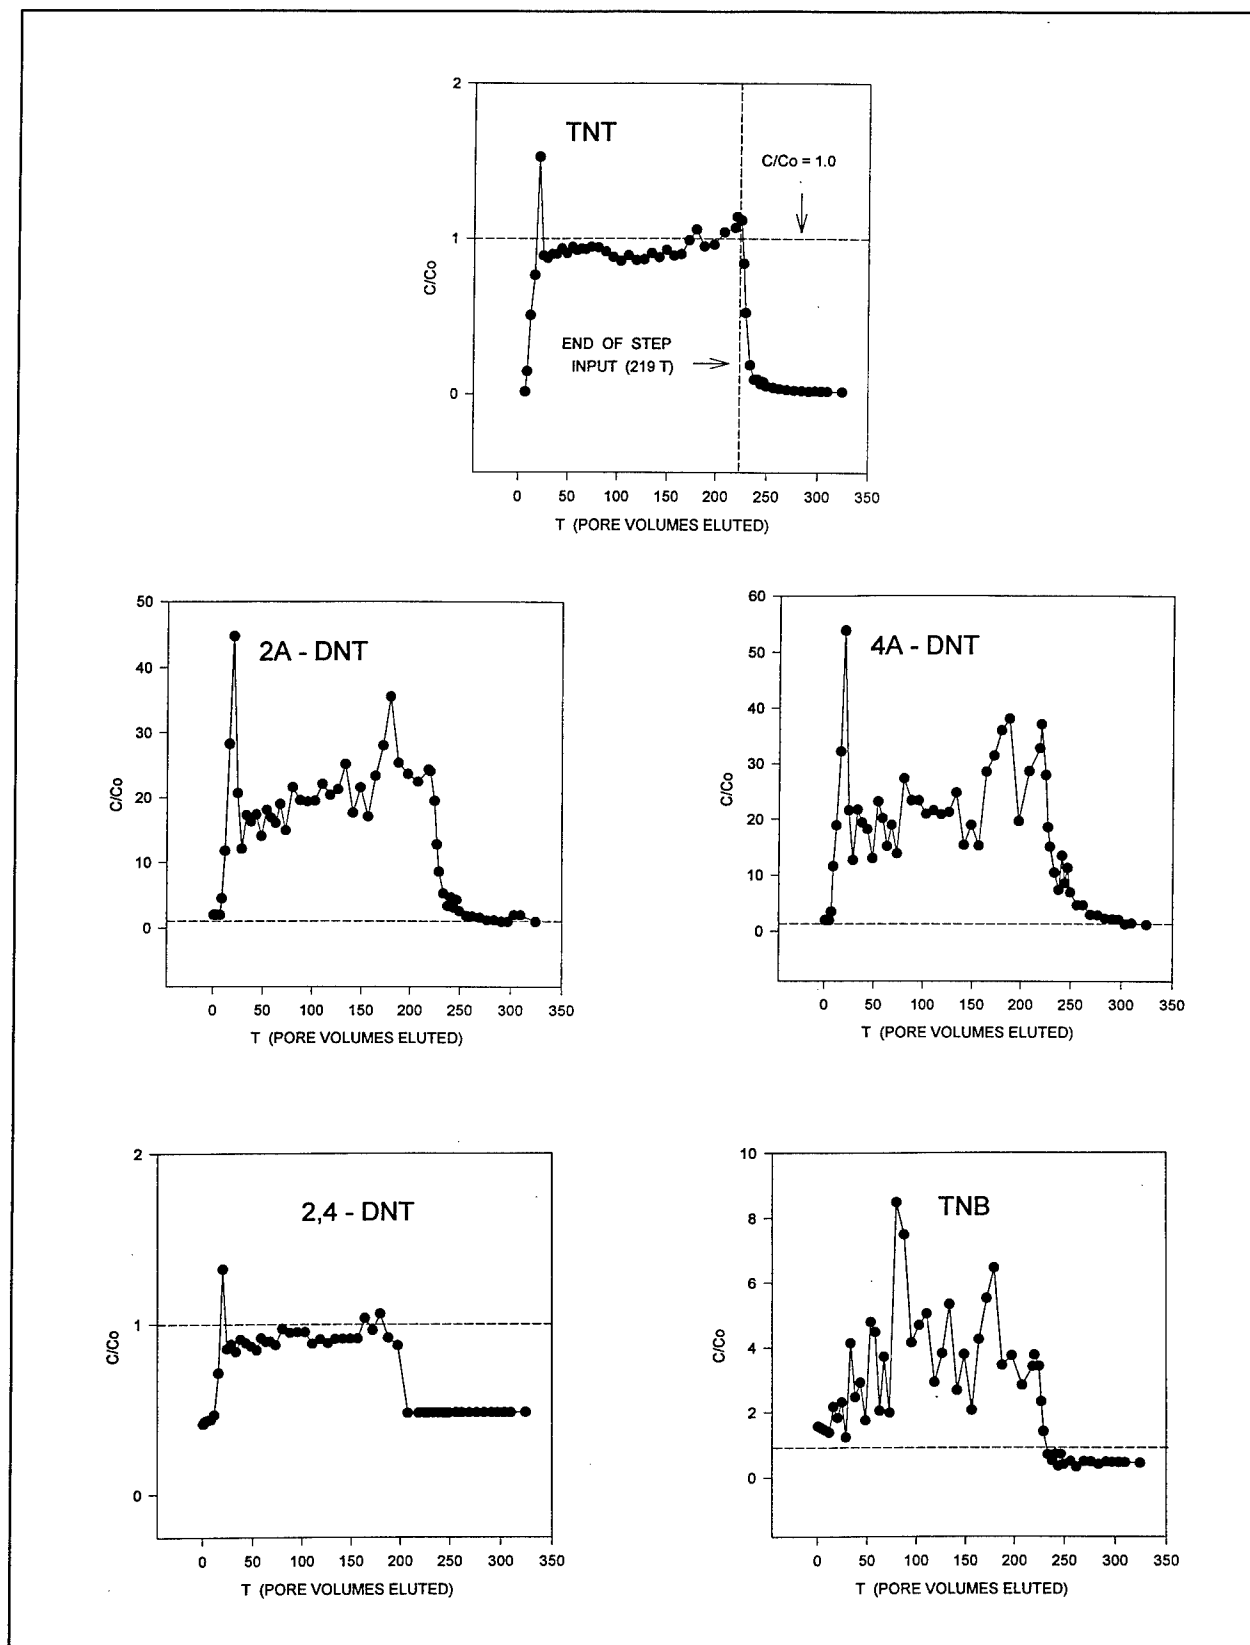 2
TNT
C/Co = 1.0
1
C/Co
END OF STEP
INPUT (219 T)
0
0 50 100 150 200 250 300 350
T (PORE VOLUMES ELUTED)
50
2A - DNT
40
30
C/Co
20
10
0
0 50 100 150 200 250 300 350
T (PORE VOLUMES ELUTED)
60
4A - DNT
50
40
30
C/Co
20
10
0
0 50 100 150 200 250 300 350
T (PORE VOLUMES ELUTED)
2
2,4 - DNT
1
C/Co
0
0 50 100 150 200 250 300 350
T (PORE VOLUMES ELUTED)
10
TNB
8
6
4
C/Co
2
0
0 50 100 150 200 250 300 350
T (PORE VOLUMES ELUTED)